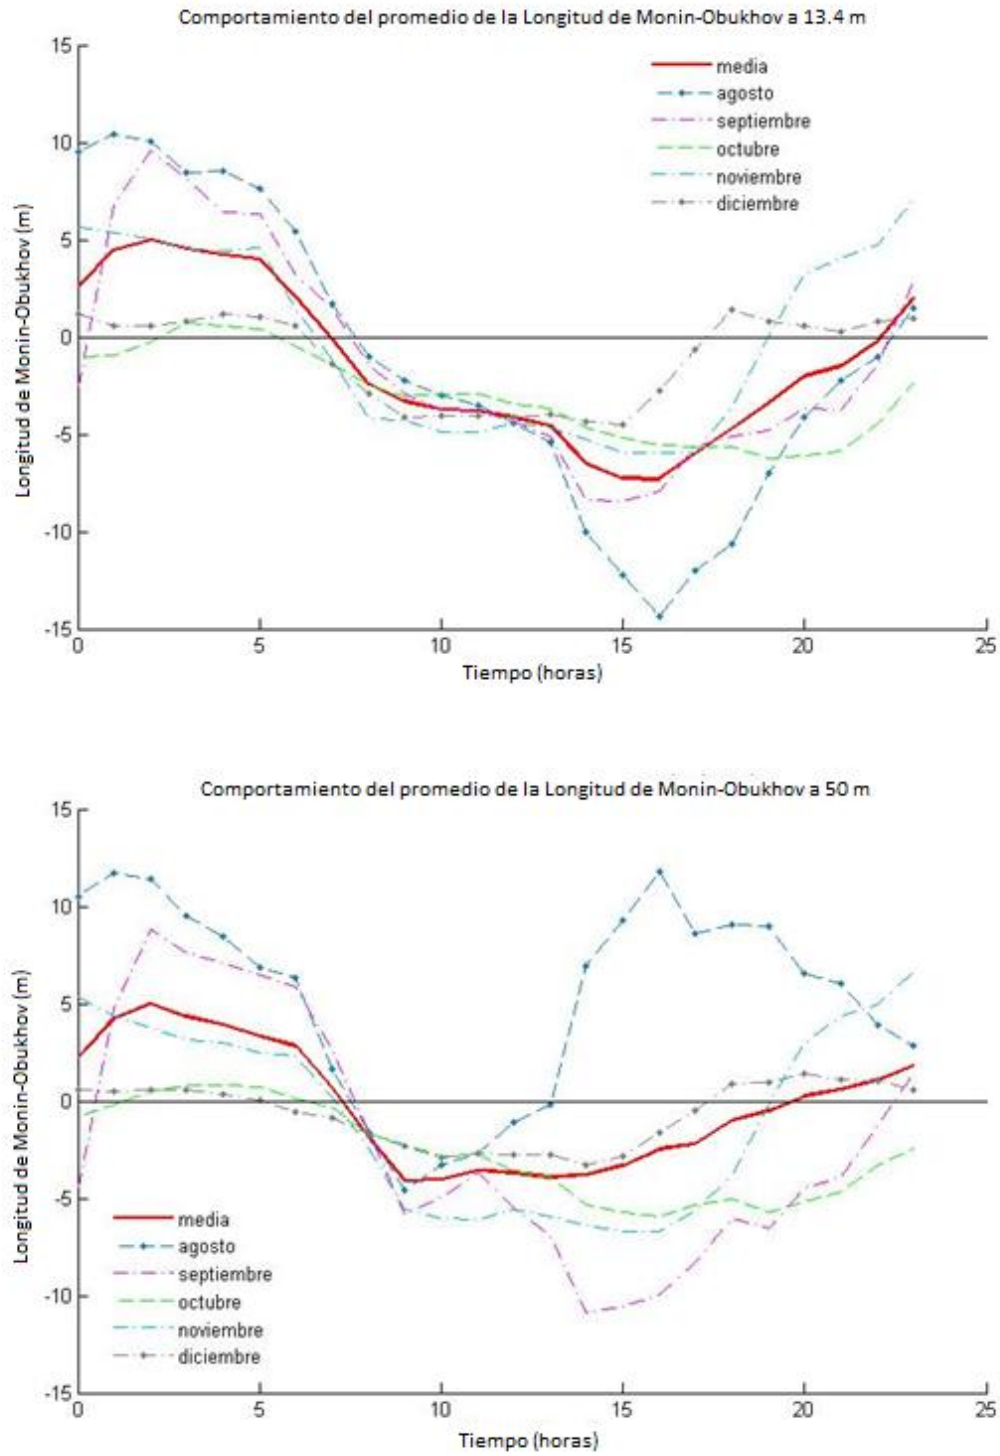 Comportamiento del promedio de la Longitud de Monin-Obukhov a 13.4 m
15
10
5
0
-5
-10
-15
Longitud de Monin-Obukhov (m)
media
agosto
septiembre
octubre
noviembre
diciembre
0 5 10 15 20 25
Tiempo (horas)
Comportamiento del promedio de la Longitud de Monin-Obukhov a 50 m
15
10
5
0
-5
-10
-15
Longitud de Monin-Obukhov (m)
media
agosto
septiembre
octubre
noviembre
diciembre
0 5 10 15 20 25
Tiempo (horas)